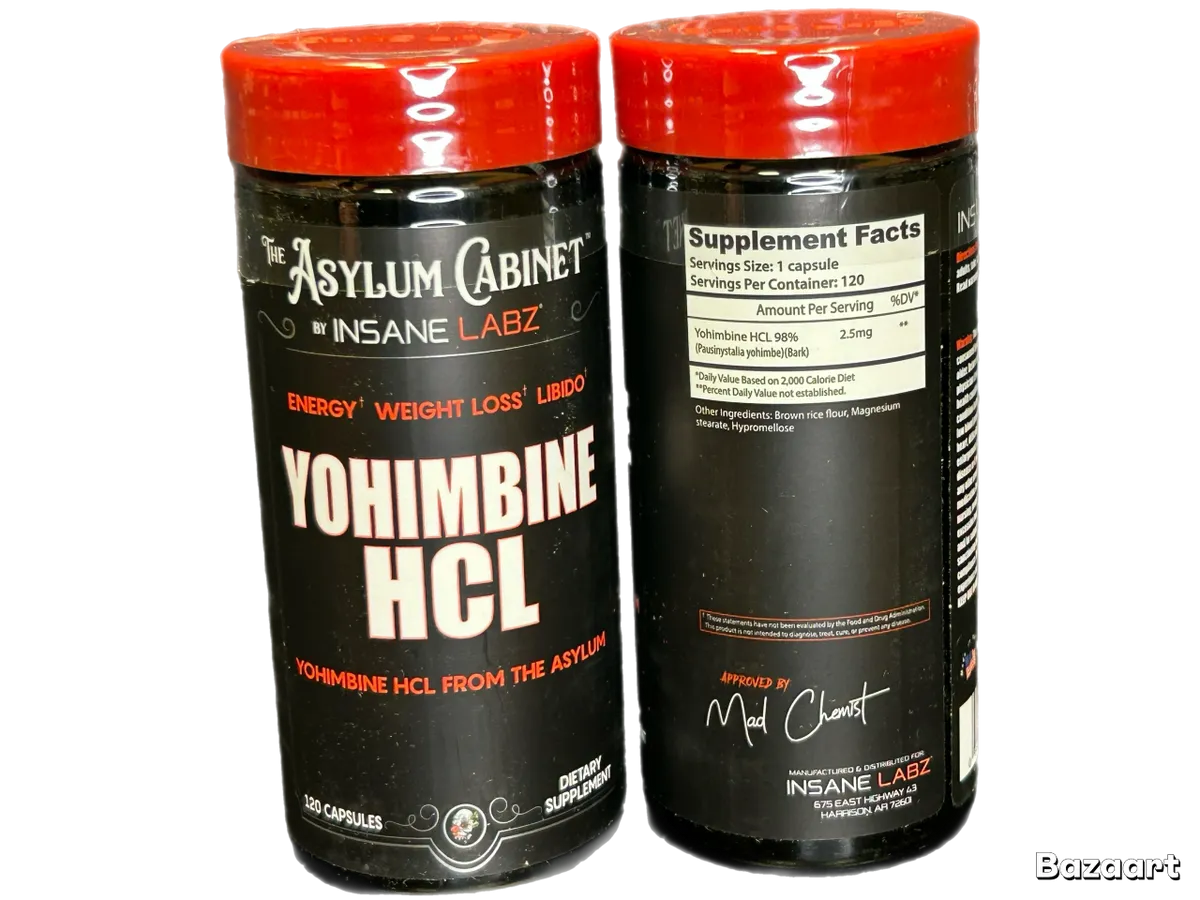 THE ASYLUM CABINET™
BY INSANE LABZ®
ENERGY† WEIGHT LOSS† LIBIDO†
YOHIMBINE
HCL
YOHIMBINE HCL FROM THE ASYLUM
120 CAPSULES
DIETARY
SUPPLEMENT
Supplement Facts
Servings Size: 1 capsule
Servings Per Container: 120
Amount Per Serving %DV*
Yohimbine HCL 98% 2.5mg **
(Pausinystalia yohimbe)(Bark)
*Daily Value Based on 2,000 Calorie Diet
**Percent Daily Value not established.
Other Ingredients: Brown rice flour, Magnesium
stearate, Hypromellose
† These statements have not been evaluated by the Food and Drug Administration.
This product is not intended to diagnose, treat, cure, or prevent any disease.
APPROVED BY
Mad Chemist
MANUFACTURED & DISTRIBUTED FOR
INSANE LABZ®
675 EAST HIGHWAY 43
HARRISON, AR 72601
INS
Bazaart